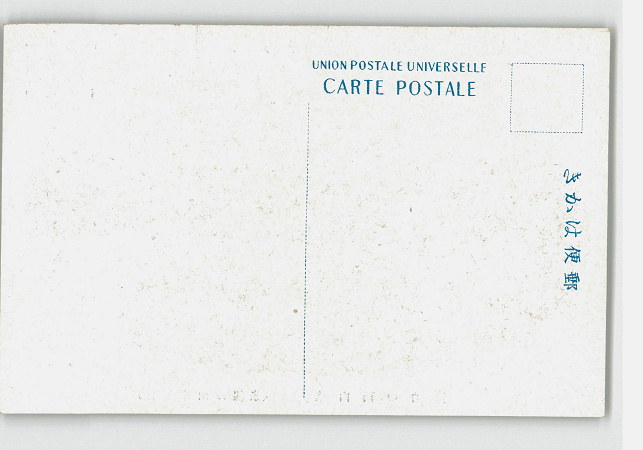 UNION POSTALE UNIVERSELLE
CARTE POSTALE
郵便はかき